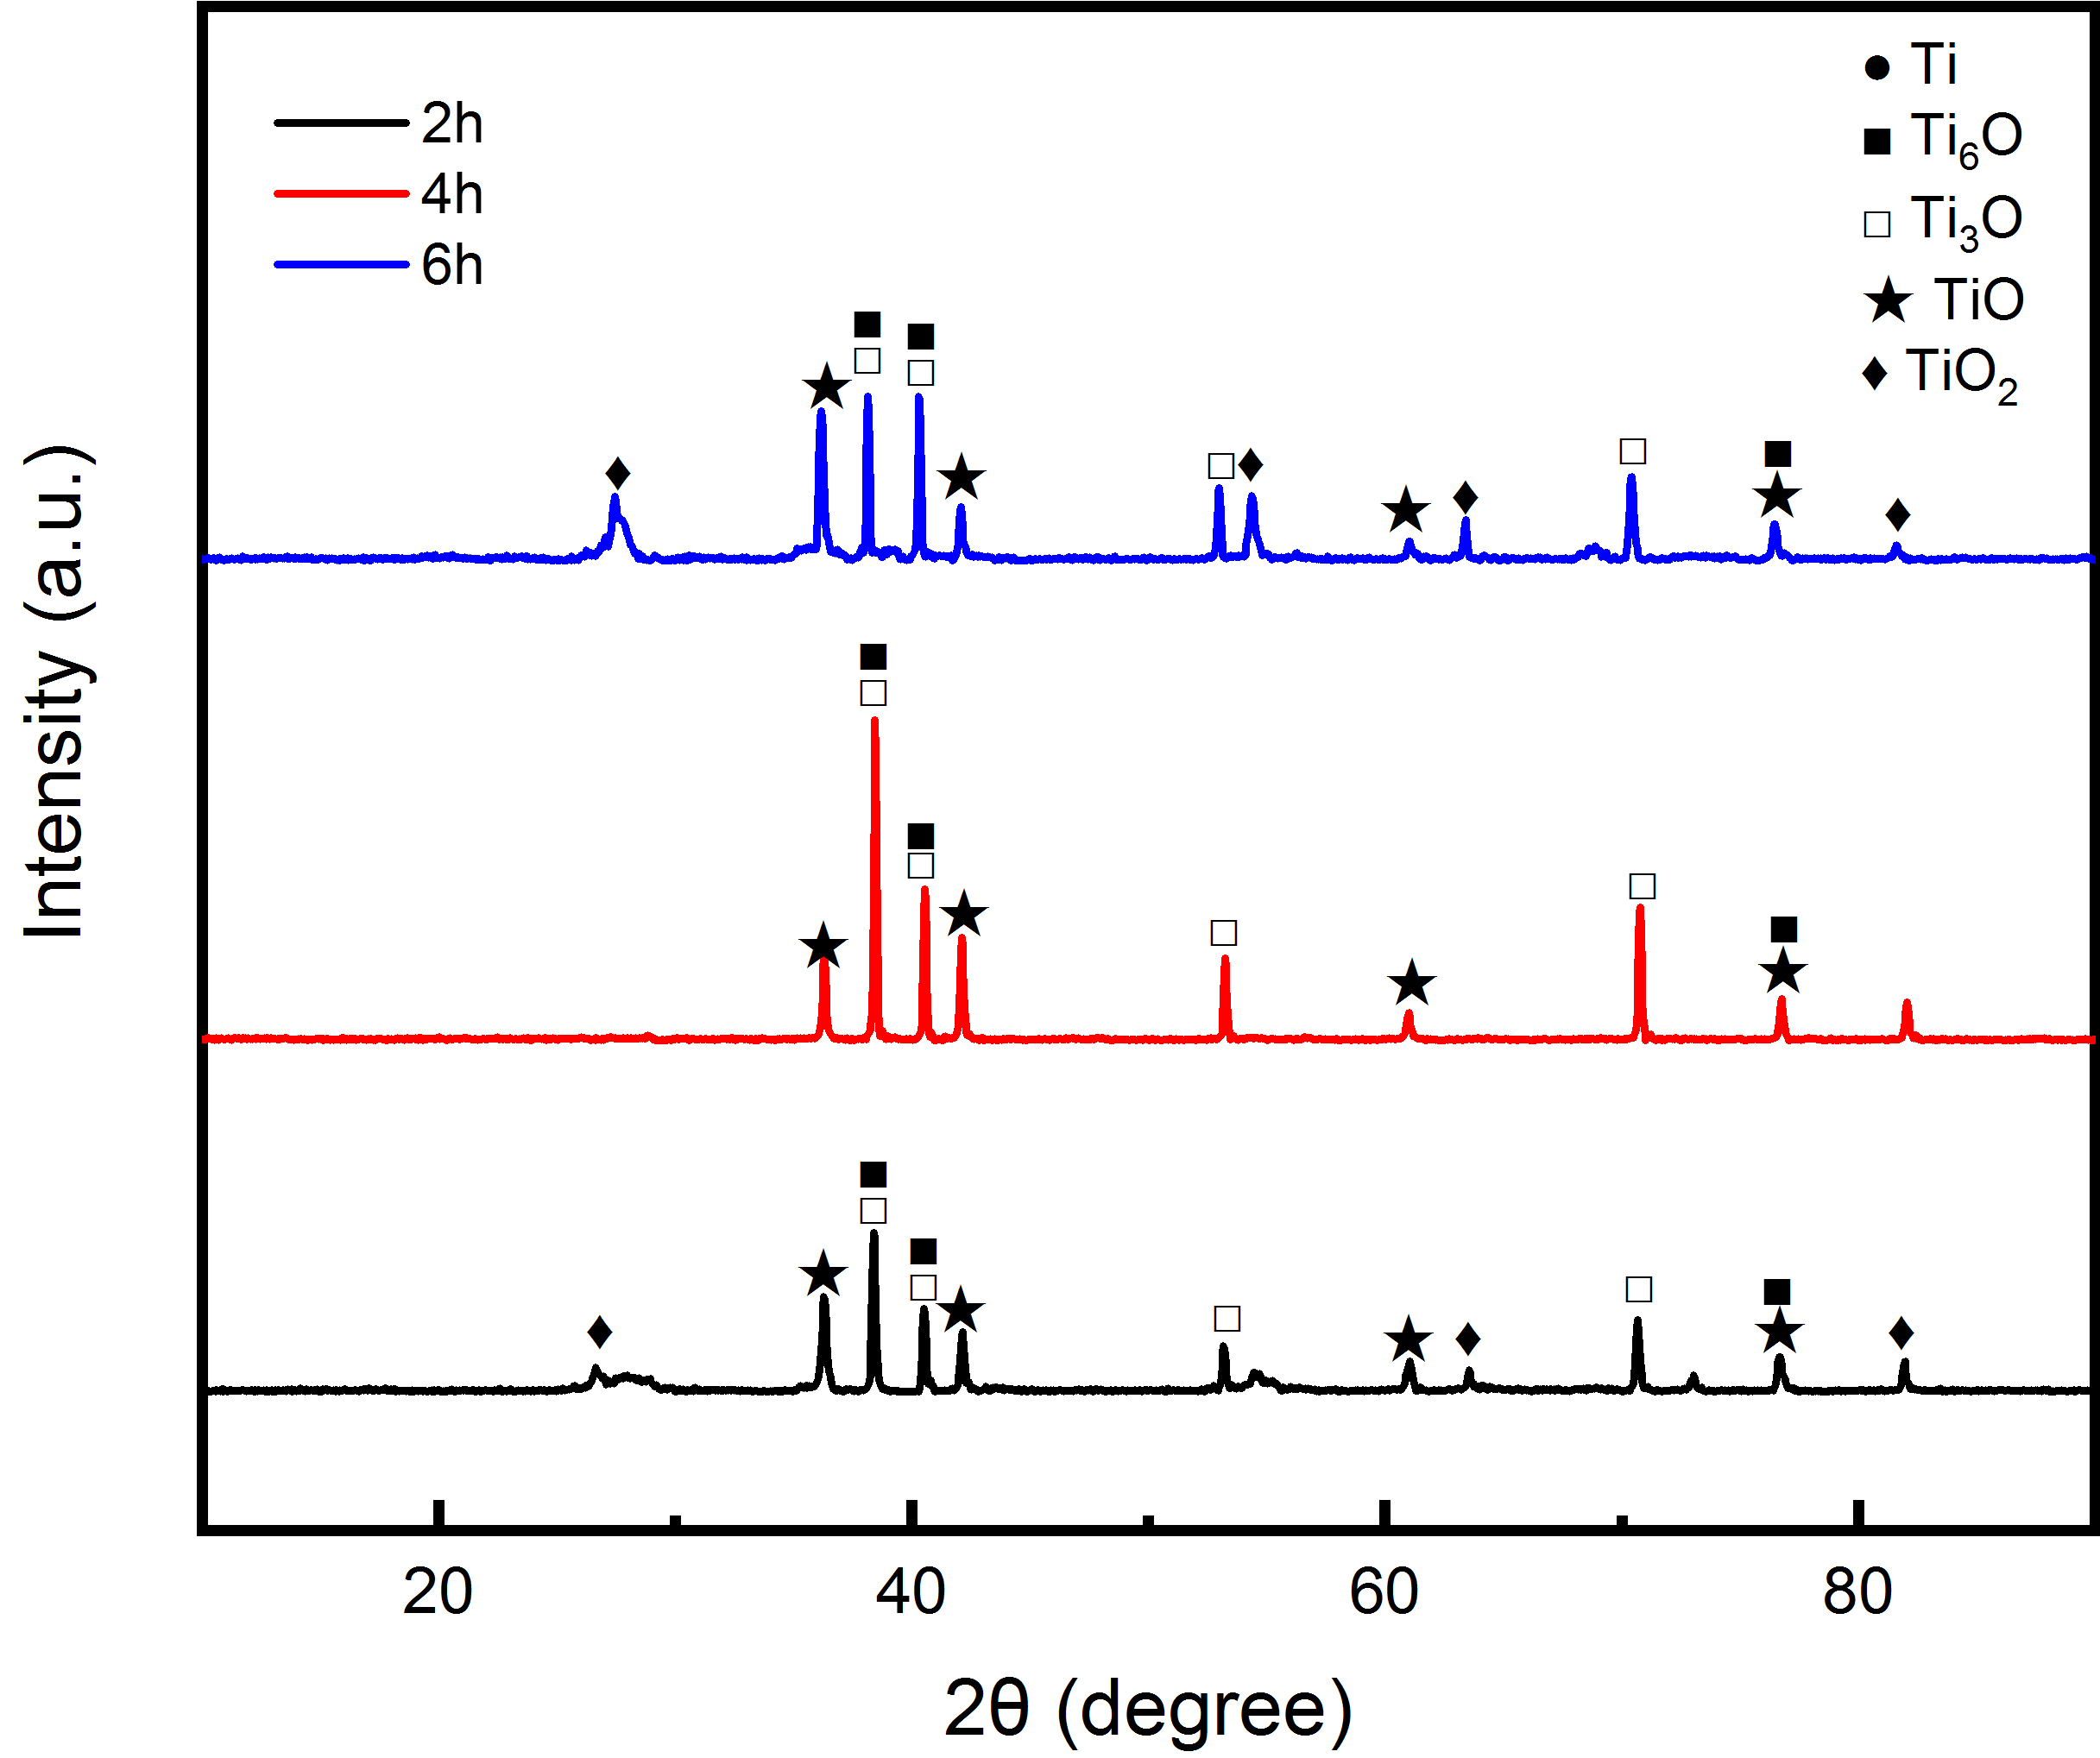 2h
4h
6h
Ti
Ti₆O
Ti₃O
TiO
TiO₂
Intensity (a.u.)
20 40 60 80
2θ (degree)